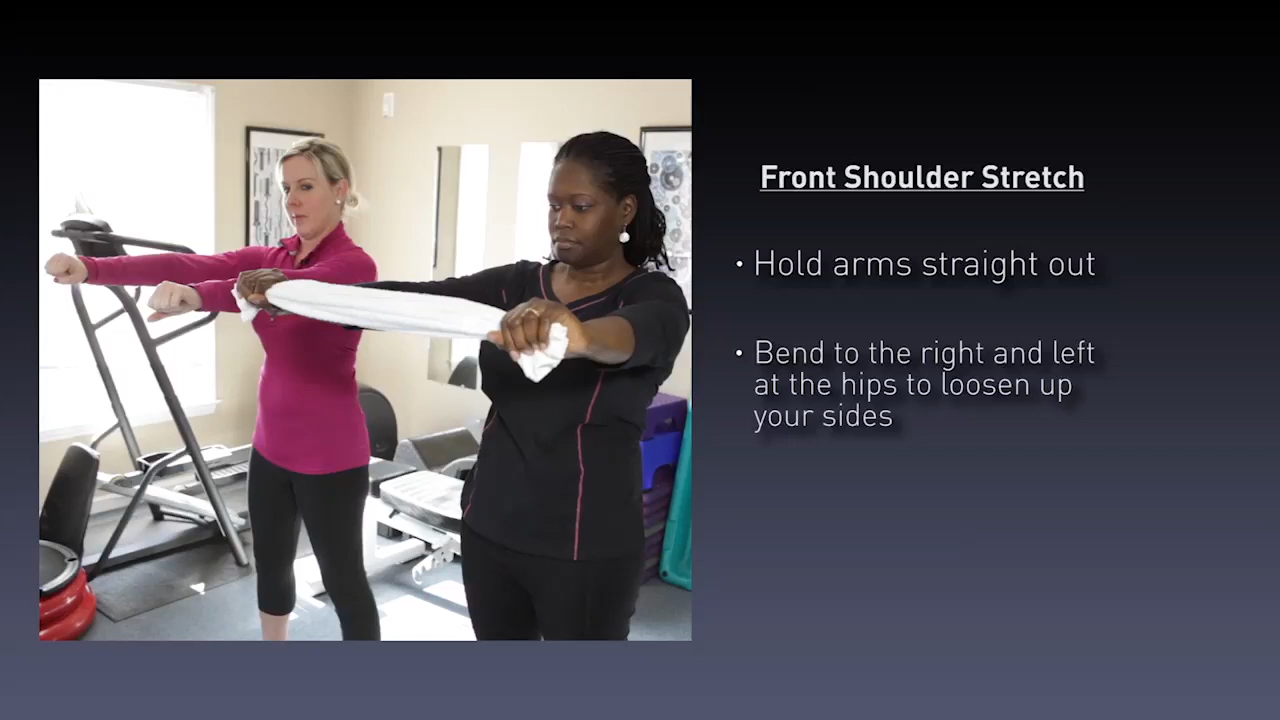 Front Shoulder Stretch
• Hold arms straight out
• Bend to the right and left
at the hips to loosen up
your sides